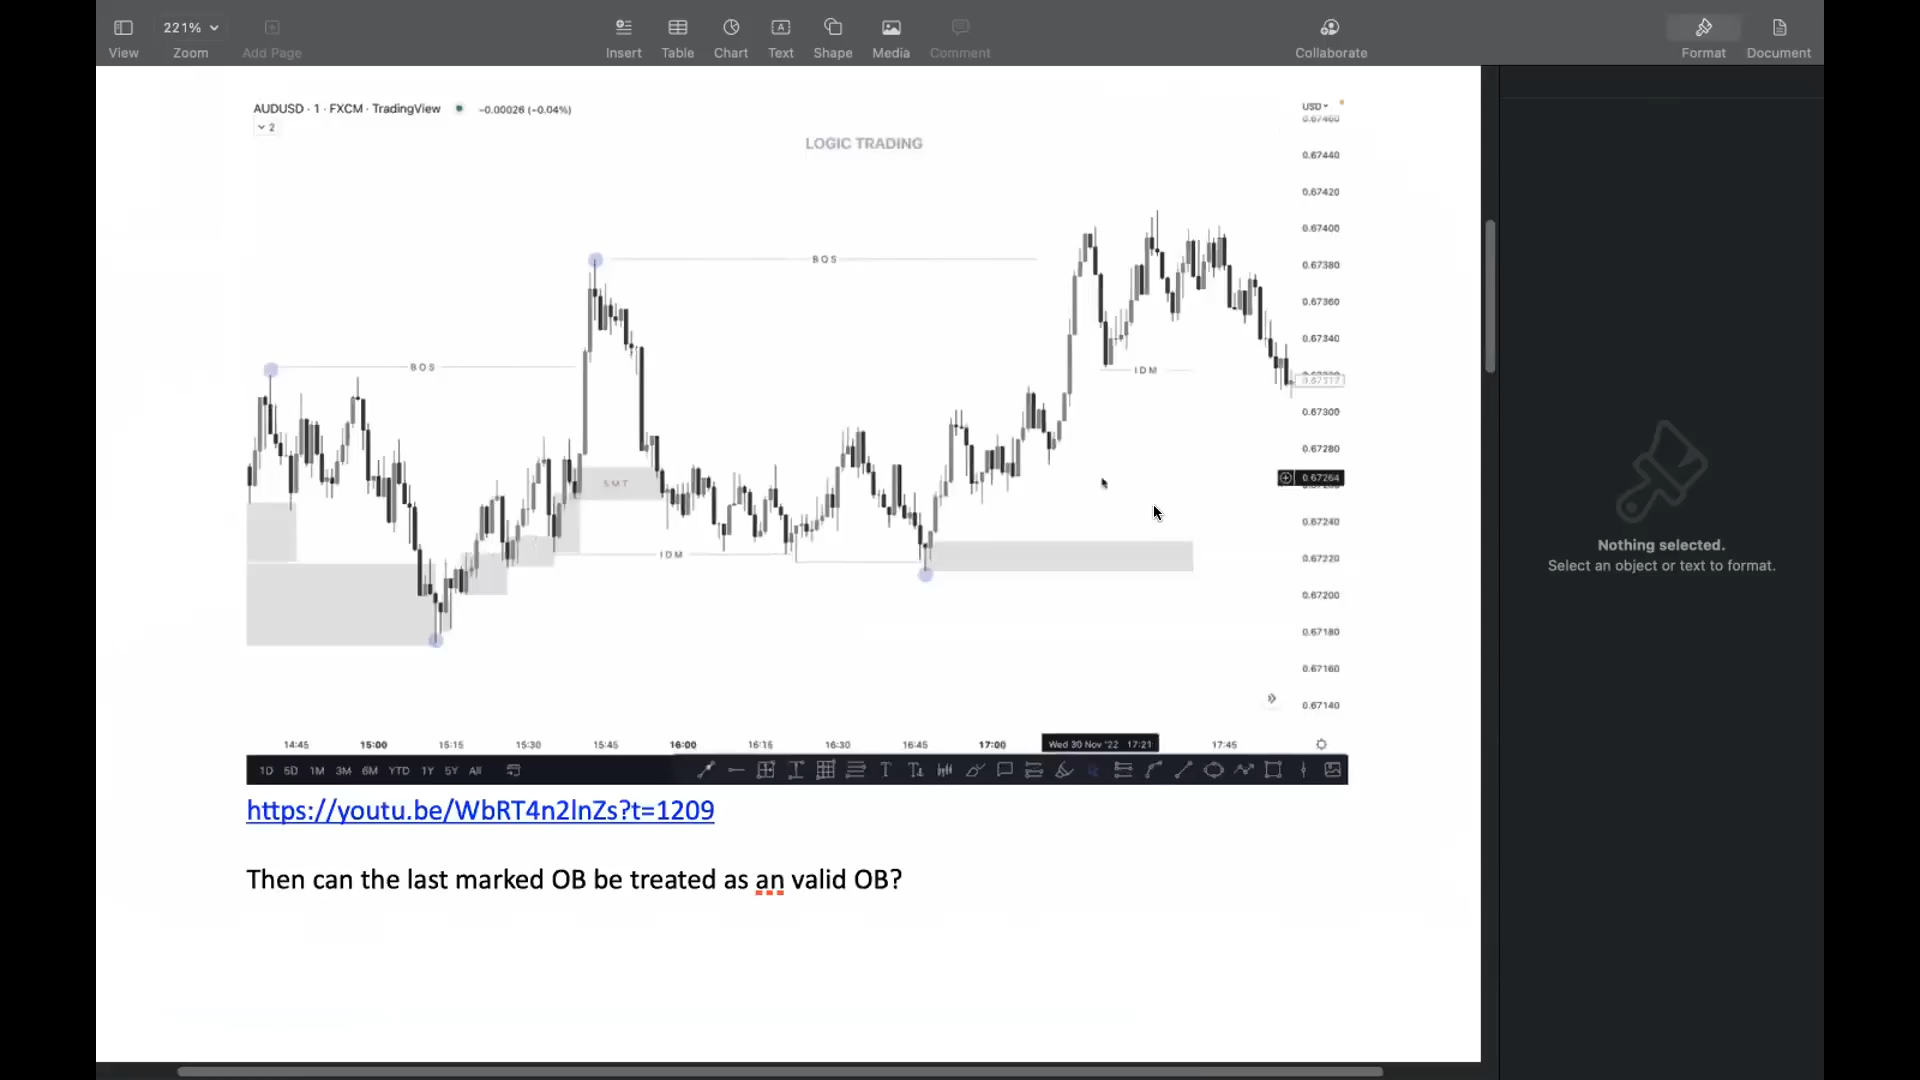 221%
View
Zoom
Add Page
Insert
Table
Chart
Text
Shape
Media
Comment
Collaborate
Format
Document
AUDUSD · 1 · FXCM · TradingView
−0.00026 (−0.04%)
2
LOGIC TRADING
USD
0.67460
0.67440
0.67420
0.67400
0.67380
0.67360
0.67340
0.67317
0.67300
0.67280
0.67264
0.67240
0.67220
0.67200
0.67180
0.67160
0.67140
BOS
BOS
IDM
SMT
IDM
14:45 15:00 15:15 15:30 15:45 16:00 16:15 16:30 16:45 17:00 Wed 30 Nov '22 17:21 17:45
1D 5D 1M 3M 6M YTD 1Y 5Y All
https://youtu.be/WbRT4n2lnZs?t=1209
Then can the last marked OB be treated as an valid OB?
Nothing selected.
Select an object or text to format.